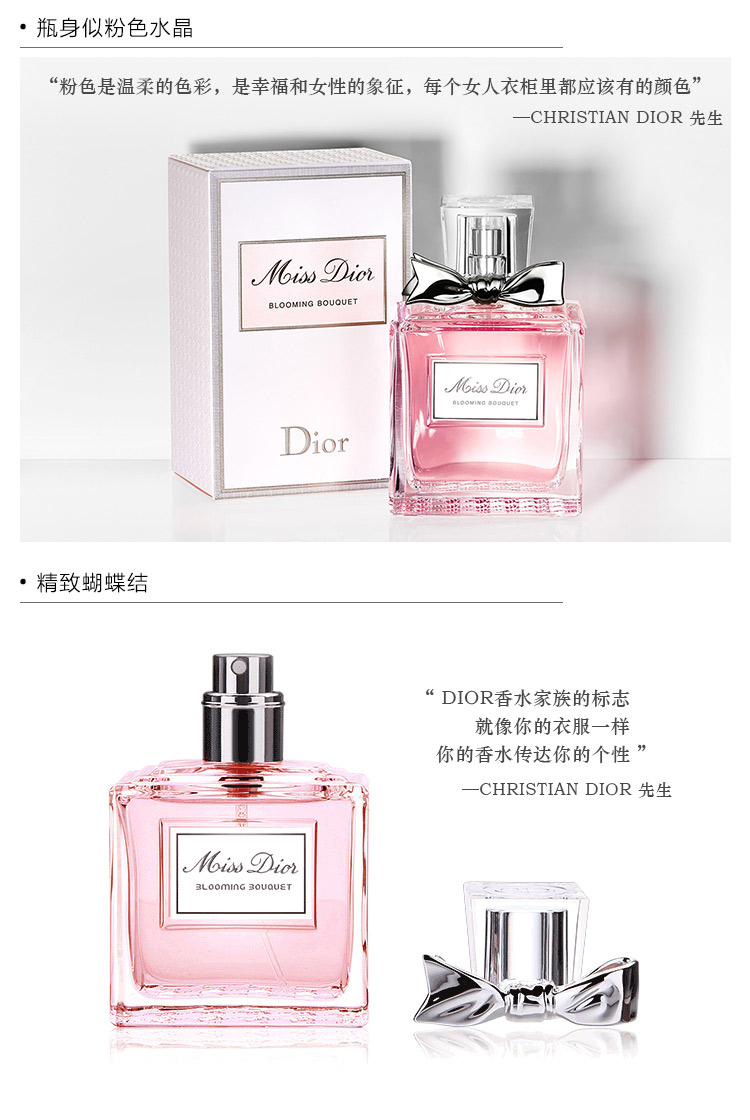 • 瓶身似粉色水晶
“粉色是温柔的色彩，是幸福和女性的象征，每个女人衣柜里都应该有的颜色”
—CHRISTIAN DIOR 先生
Miss Dior
BLOOMING BOUQUET
Dior
Miss Dior
BLOOMING BOUQUET
• 精致蝴蝶结
“ DIOR香水家族的标志
就像你的衣服一样
你的香水传达你的个性 ”
—CHRISTIAN DIOR 先生
Miss Dior
BLOOMING BOUQUET